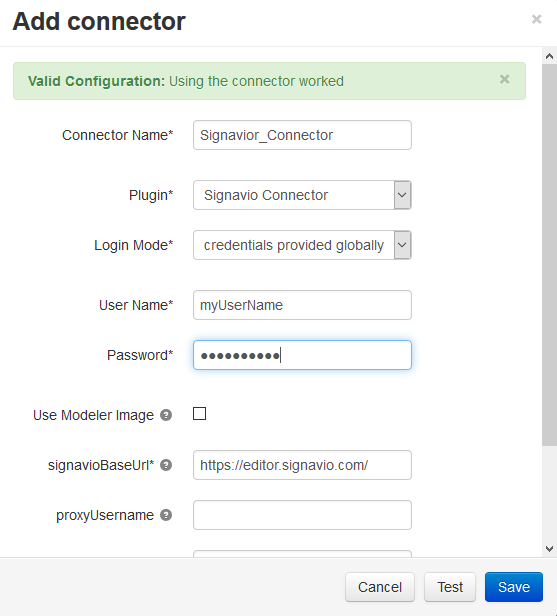 Add connector
×
Valid Configuration: Using the connector worked ×
Connector Name* Signavior_Connector
Plugin* Signavio Connector
Login Mode* credentials provided globally
User Name* myUserName
Password* ●●●●●●●●●●
Use Modeler Image ?
signavioBaseUrl* ? https://editor.signavio.com/
proxyUsername ?
Cancel Test Save